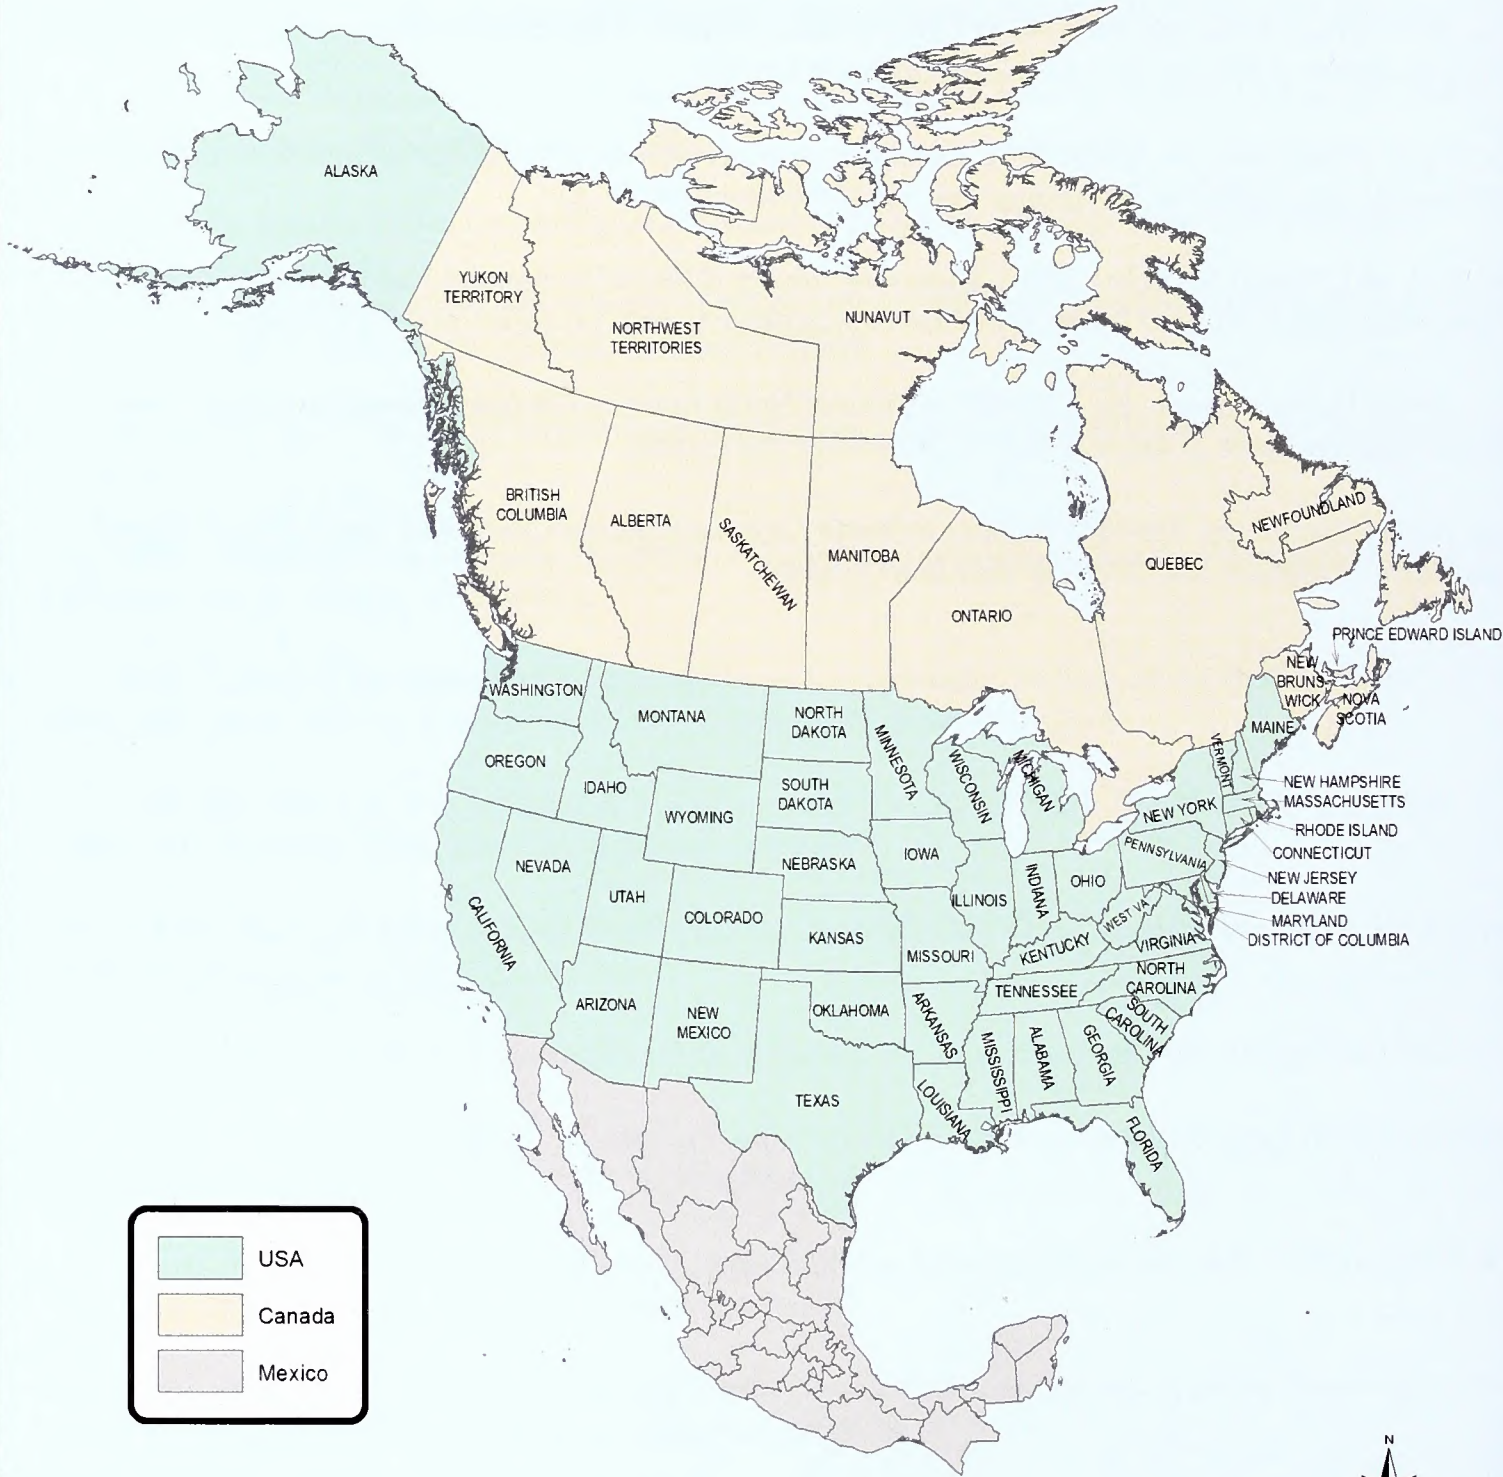 ALASKA
YUKON
TERRITORY
NORTHWEST
TERRITORIES
NUNAVUT
BRITISH
COLUMBIA
ALBERTA
SASKATCHEWAN
MANITOBA
ONTARIO
QUEBEC
NEWFOUNDLAND
PRINCE EDWARD ISLAND
NEW
BRUNS
WICK
NOVA
SCOTIA
WASHINGTON
MONTANA
NORTH
DAKOTA
MINNESOTA
WISCONSIN
MICHIGAN
VERMONT
MAINE
OREGON
IDAHO
WYOMING
SOUTH
DAKOTA
NEW YORK
NEW HAMPSHIRE
MASSACHUSETTS
RHODE ISLAND
CONNECTICUT
NEVADA
UTAH
COLORADO
NEBRASKA
IOWA
ILLINOIS
INDIANA
OHIO
PENNSYLVANIA
NEW JERSEY
DELAWARE
MARYLAND
DISTRICT OF COLUMBIA
CALIFORNIA
KANSAS
MISSOURI
KENTUCKY
WEST VA
VIRGINIA
ARIZONA
NEW
MEXICO
OKLAHOMA
ARKANSAS
TENNESSEE
NORTH
CAROLINA
SOUTH
CAROLINA
TEXAS
LOUISIANA
MISSISSIPPI
ALABAMA
GEORGIA
FLORIDA
USA
Canada
Mexico
N